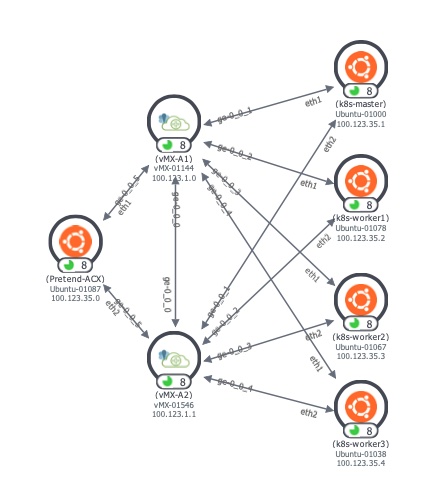 8
(k8s-master)
Ubuntu-01000
100.123.35.1
8
(vMX-A1)
vMX-01144
100.123.1.0
ge-0_0_1
eth1
ge-0_0_2
eth1
ge-0_0_3
eth1
ge-0_0_4
eth1
ge-0_0_5
eth1
ge-0_0_0
ge-0_0_0
eth2
8
(k8s-worker1)
Ubuntu-01078
100.123.35.2
eth2
8
(Pretend-ACX)
Ubuntu-01087
100.123.35.0
ge-0_0_5
eth2
ge-0_0_1
ge-0_0_2
8
(k8s-worker2)
Ubuntu-01067
100.123.35.3
ge-0_0_3
eth2
8
(vMX-A2)
vMX-01546
100.123.1.1
ge-0_0_4
eth2
8
(k8s-worker3)
Ubuntu-01038
100.123.35.4